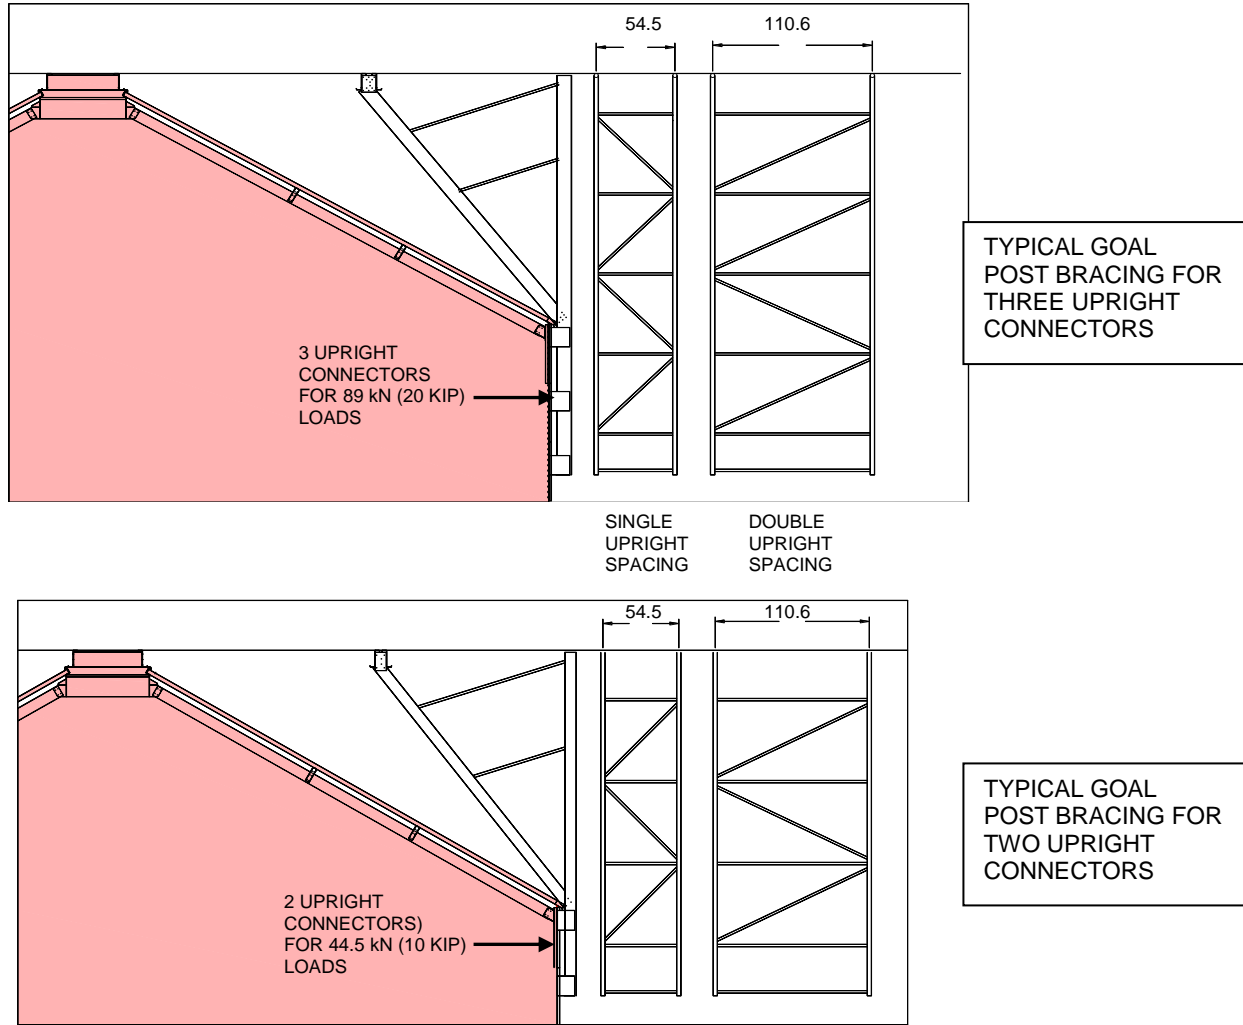 54.5
110.6
TYPICAL GOAL
POST BRACING FOR
THREE UPRIGHT
CONNECTORS
3 UPRIGHT
CONNECTORS
FOR 89 kN (20 KIP)
LOADS
SINGLE
UPRIGHT
SPACING
DOUBLE
UPRIGHT
SPACING
54.5
110.6
TYPICAL GOAL
POST BRACING FOR
TWO UPRIGHT
CONNECTORS
2 UPRIGHT
CONNECTORS)
FOR 44.5 kN (10 KIP)
LOADS